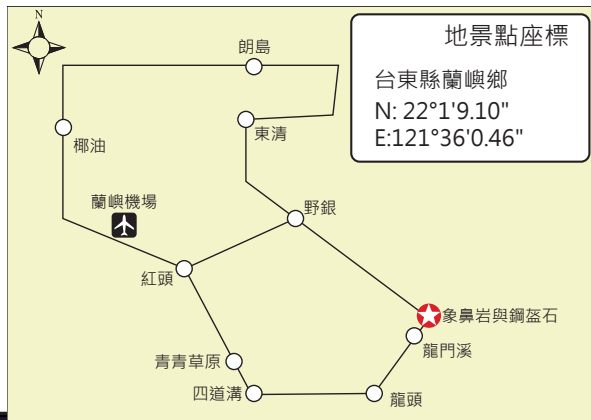 N
地景點座標
台東縣蘭嶼鄉
N: 22°1'9.10"
E:121°36'0.46"
朗島
東清
椰油
蘭嶼機場
野銀
紅頭
象鼻岩與鋼盔石
龍門溪
青青草原
四道溝
龍頭